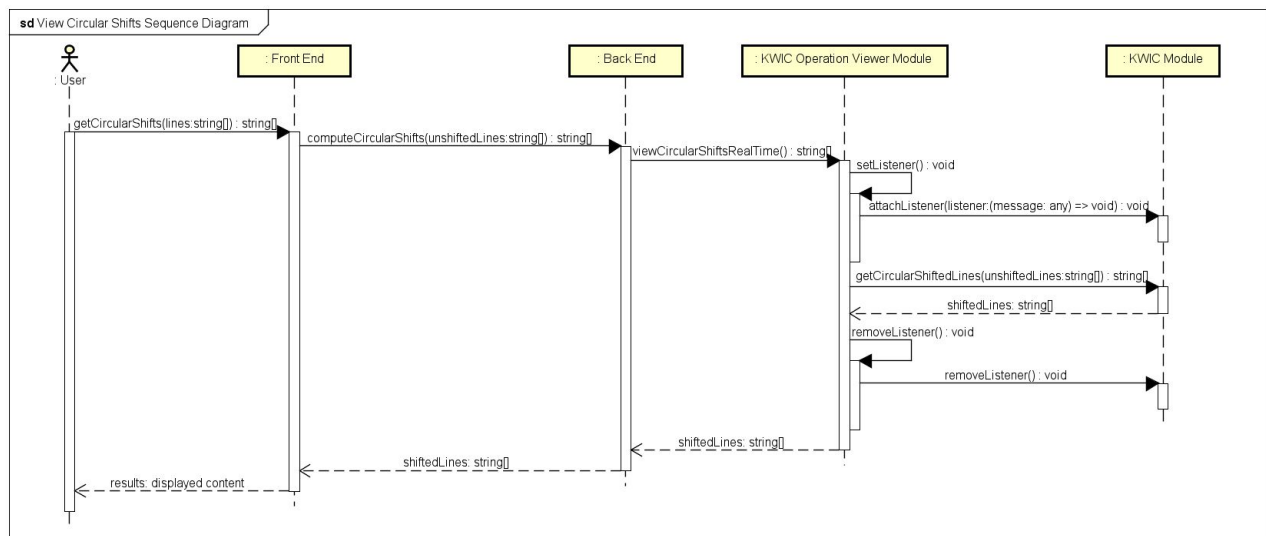 sd View Circular Shifts Sequence Diagram
: User
: Front End
: Back End
: KWIC Operation Viewer Module
: KWIC Module
getCircularShifts(lines:string[]) : string[]
computeCircularShifts(unshiftedLines:string[]) : string[]
viewCircularShiftsRealTime() : string[]
setListener() : void
attachListener(listener:(message: any) => void) : void
getCircularShiftedLines(unshiftedLines:string[]) : string[]
shiftedLines: string[]
removeListener() : void
removeListener() : void
shiftedLines: string[]
shiftedLines: string[]
results: displayed content